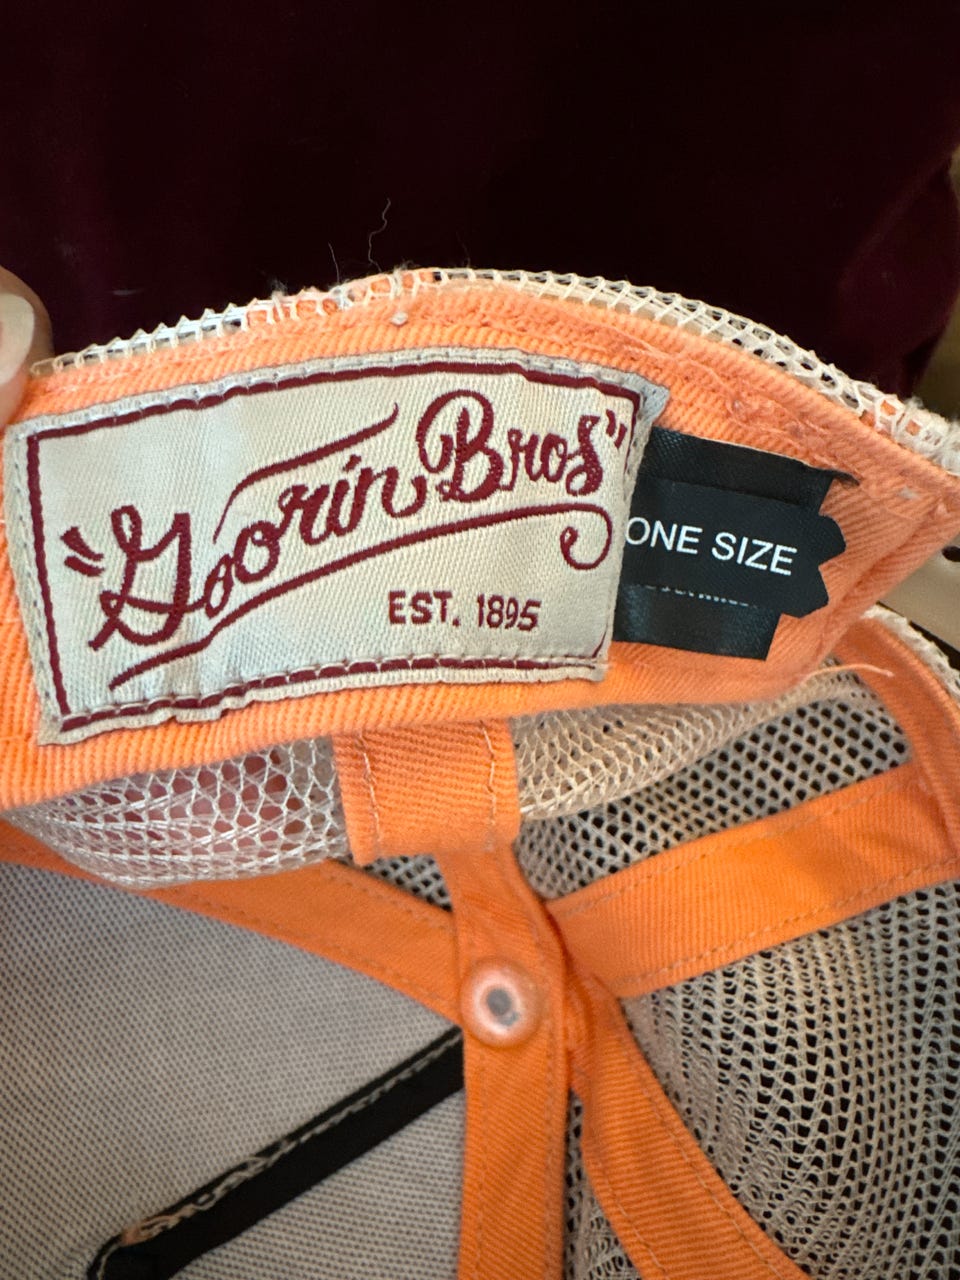 "Goorin Bros"
EST. 1895
ONE SIZE